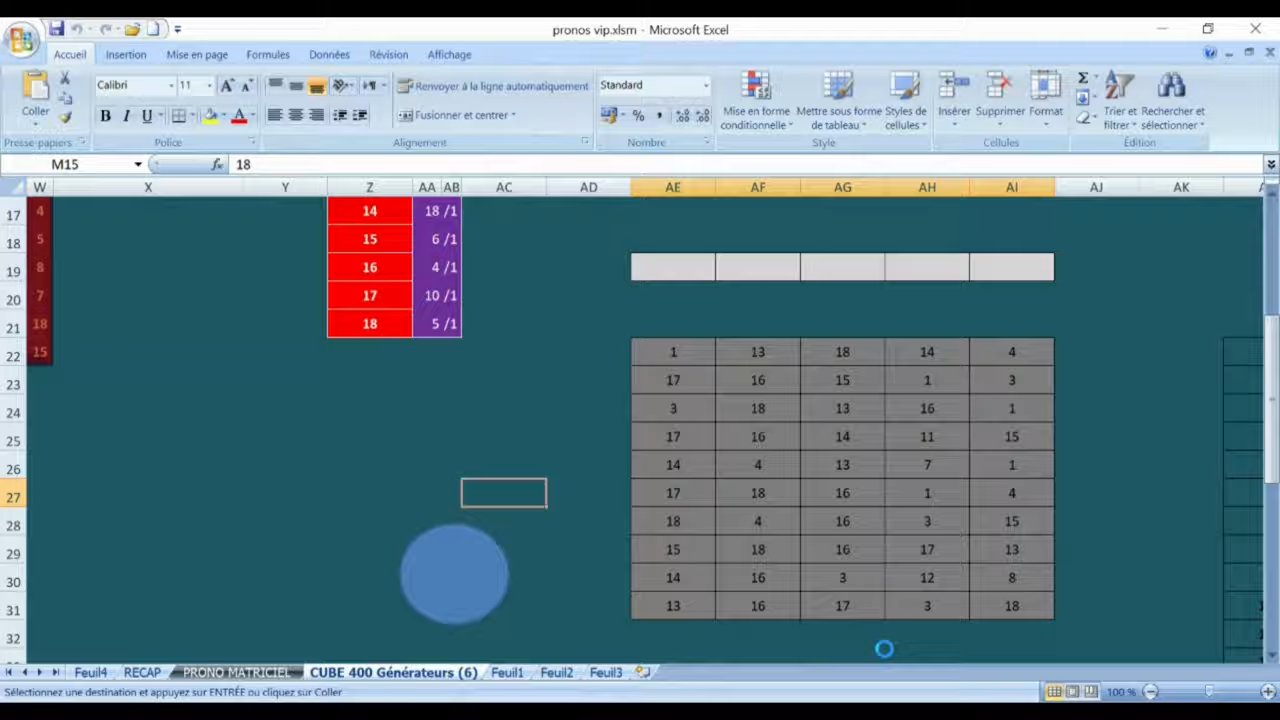 pronos vip.xlsm - Microsoft Excel
Accueil Insertion Mise en page Formules Données Révision Affichage
Coller
Calibri 11
Renvoyer à la ligne automatiquement
Standard
G I U
Fusionner et centrer
% ,
Mise en forme conditionnelle
Mettre sous forme de tableau
Styles de cellules
Insérer Supprimer Format
Trier et filtrer
Rechercher et sélectionner
Presse-papiers Police Alignement Nombre Style Cellules Édition
M15 fx 18
W X Y Z AA AB AC AD AE AF AG AH AI AJ AK
17 4 14 18 /1
18 5 15 6 /1
19 8 16 4 /1
20 7 17 10 /1
21 18 18 5 /1
22 15 1 13 18 14 4
23 17 16 15 1 3
24 3 18 13 16 1
25 17 16 14 11 15
26 14 4 13 7 1
27 17 18 16 1 4
28 18 4 16 3 15
29 15 18 16 17 13
30 14 16 3 12 8
31 13 16 17 3 18
32
Feuil4 RECAP PRONO MATRICIEL CUBE 400 Générateurs (6) Feuil1 Feuil2 Feuil3
Sélectionnez une destination et appuyez sur ENTRÉE ou cliquez sur Coller
100 %